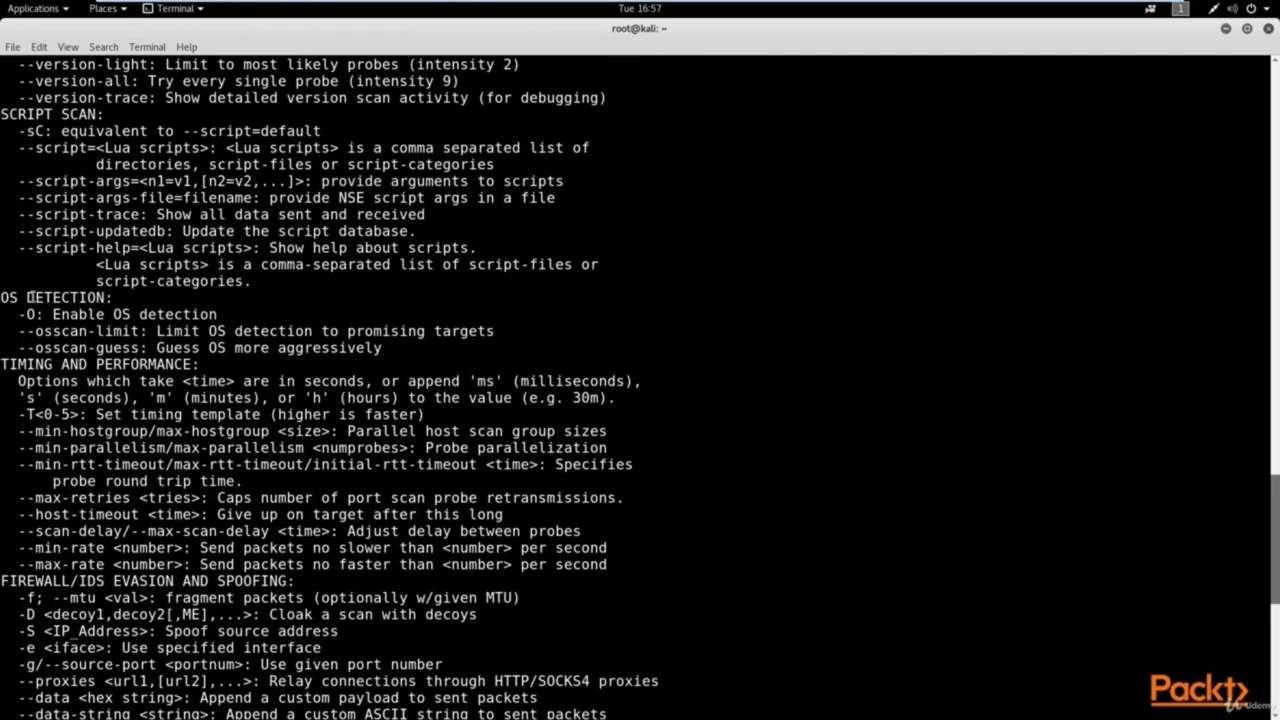 Applications Places Terminal Tue 16:57 1
root@kali: ~
File Edit View Search Terminal Help
--version-light: Limit to most likely probes (intensity 2)
--version-all: Try every single probe (intensity 9)
--version-trace: Show detailed version scan activity (for debugging)
SCRIPT SCAN:
-sC: equivalent to --script=default
--script=<Lua scripts>: <Lua scripts> is a comma separated list of
directories, script-files or script-categories
--script-args=<n1=v1,[n2=v2,...]>: provide arguments to scripts
--script-args-file=filename: provide NSE script args in a file
--script-trace: Show all data sent and received
--script-updatedb: Update the script database.
--script-help=<Lua scripts>: Show help about scripts.
<Lua scripts> is a comma-separated list of script-files or
script-categories.
OS DETECTION:
-O: Enable OS detection
--osscan-limit: Limit OS detection to promising targets
--osscan-guess: Guess OS more aggressively
TIMING AND PERFORMANCE:
Options which take <time> are in seconds, or append 'ms' (milliseconds),
's' (seconds), 'm' (minutes), or 'h' (hours) to the value (e.g. 30m).
-T<0-5>: Set timing template (higher is faster)
--min-hostgroup/max-hostgroup <size>: Parallel host scan group sizes
--min-parallelism/max-parallelism <numprobes>: Probe parallelization
--min-rtt-timeout/max-rtt-timeout/initial-rtt-timeout <time>: Specifies
probe round trip time.
--max-retries <tries>: Caps number of port scan probe retransmissions.
--host-timeout <time>: Give up on target after this long
--scan-delay/--max-scan-delay <time>: Adjust delay between probes
--min-rate <number>: Send packets no slower than <number> per second
--max-rate <number>: Send packets no faster than <number> per second
FIREWALL/IDS EVASION AND SPOOFING:
-f; --mtu <val>: fragment packets (optionally w/given MTU)
-D <decoy1,decoy2[,ME],...>: Cloak a scan with decoys
-S <IP_Address>: Spoof source address
-e <iface>: Use specified interface
-g/--source-port <portnum>: Use given port number
--proxies <url1,[url2],...>: Relay connections through HTTP/SOCKS4 proxies
--data <hex string>: Append a custom payload to sent packets
--data-string <string>: Append a custom ASCII string to sent packets
Packt
Udemy